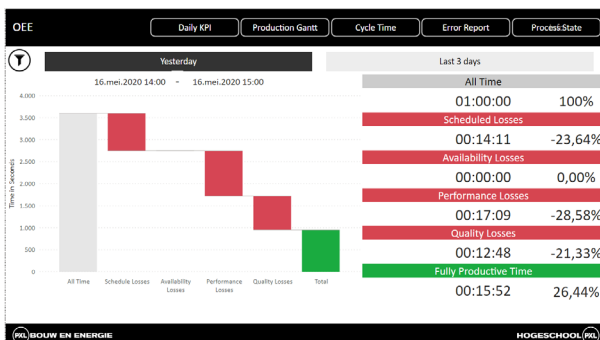 OEE
Daily KPI
Production Gantt
Cycle Time
Error Report
Process State
Yesterday
Last 3 days
16.mei.2020 14:00 - 16.mei.2020 15:00
All Time
01:00:00 100%
Scheduled Losses
00:14:11 -23,64%
Availability Losses
00:00:00 0,00%
Performance Losses
00:17:09 -28,58%
Quality Losses
00:12:48 -21,33%
Fully Productive Time
00:15:52 26,44%
Time in Seconds
4.000
3.500
3.000
2.500
2.000
1.500
1.000
500
0
All Time
Schedule Losses
Availability
Losses
Performance
Losses
Quality Losses
Total
PXL BOUW EN ENERGIE
HOGESCHOOL PXL